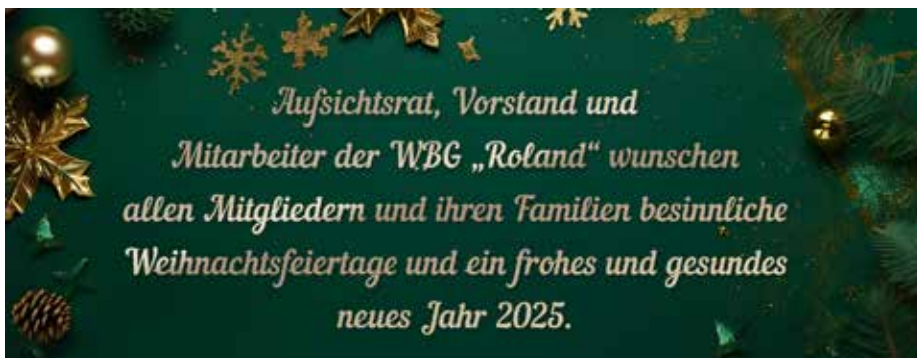 Aufsichtsrat, Vorstand und
Mitarbeiter der WBG „Roland“ wunschen
allen Mitgliedern und ihren Familien besinnliche
Weihnachtsfeiertage und ein frohes und gesundes
neues Jahr 2025.